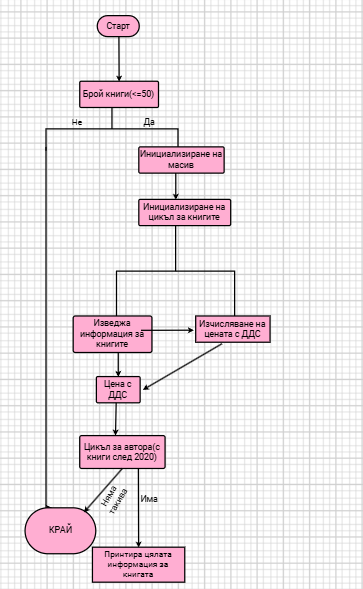 Старт
Брой книги(<=50)
Не
Да
Инициализиране на
масив
Инициализиране на
цикъл за книгите
Извеждa
информация за
книгите
Изчисляване на
цената с ДДС
Цена с
ДДС
Цикъл за автора(с
книги след 2020)
Няма
такива
Има
КРАЙ
Принтира цялата
информация за
книгата